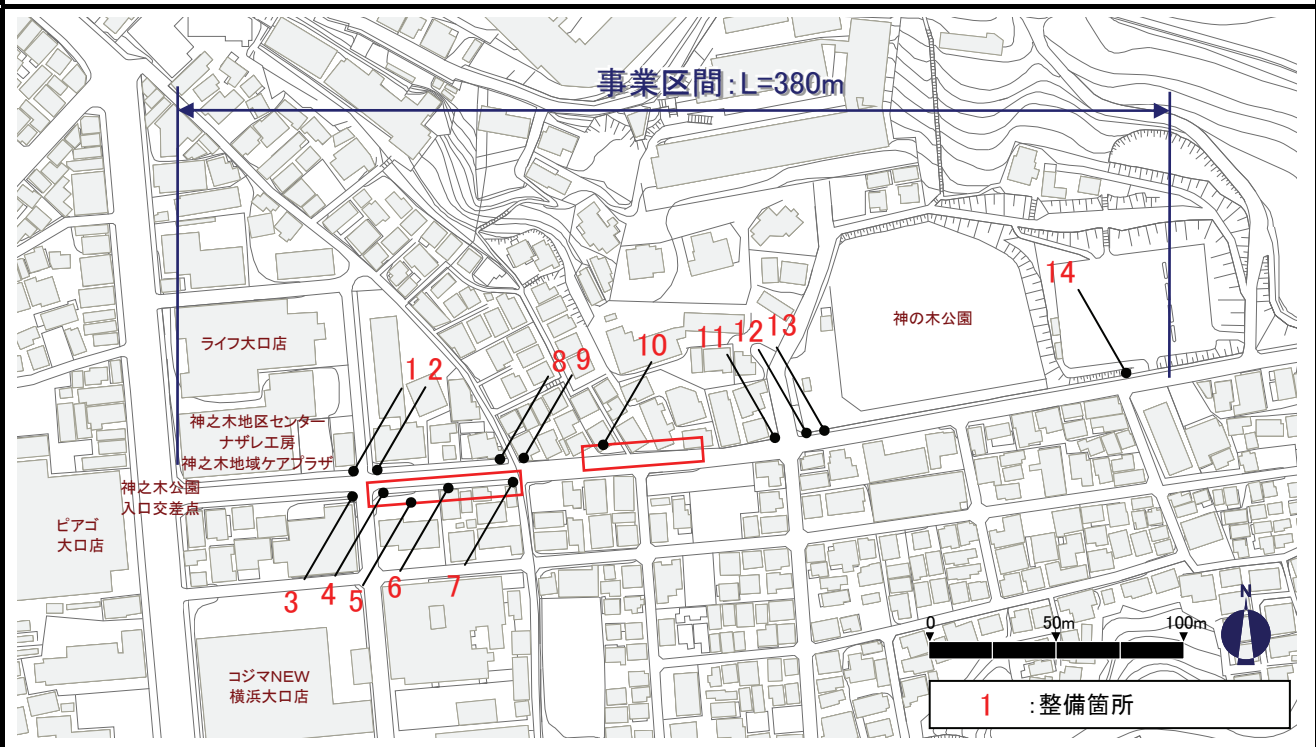 事業区間:L=380m
14
神の木公園
ライフ大口店
1 2
8 9
10
11
12
13
神之木地区センター
ナザレ工房
神之木地域ケアプラザ
神之木公園
入口交差点
ピアゴ
大口店
3
4
5
6
7
コジマNEW
横浜大口店
N
0 50m 100m
1 :整備箇所